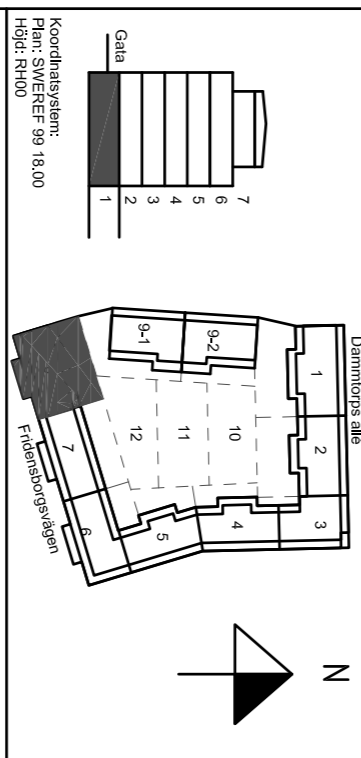 Koordinatsystem:
Plan: SWEREF 99 18.00
Höjd: RH00
Gata
1
2
3
4
5
6
7
Dammtorps alle
1
2
3
4
5
6
7
9-1
9-2
10
11
12
Fridensborgsvägen
N